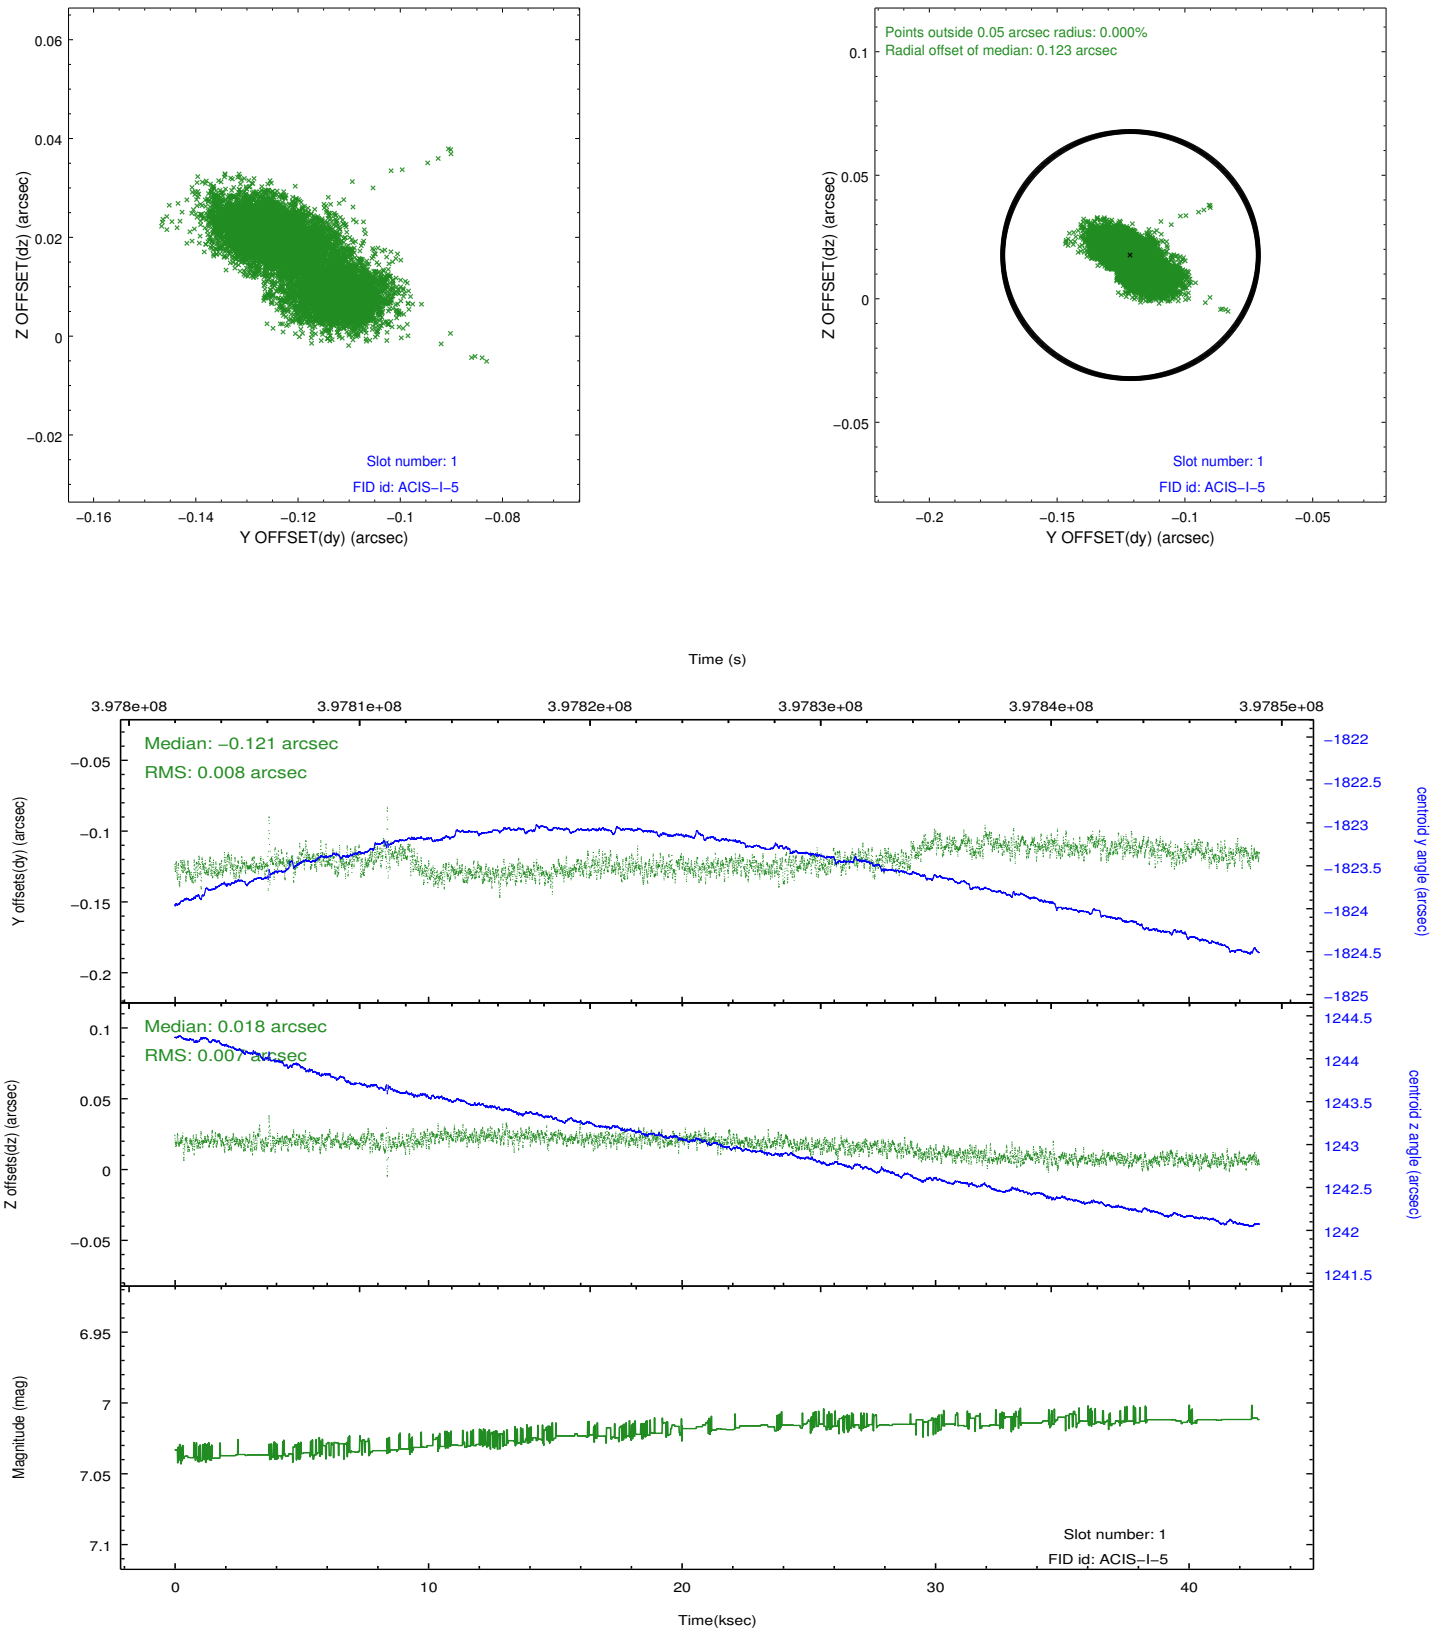 0.06
0.04
0.02
0
−0.02
Z OFFSET(dz) (arcsec)
Slot number: 1
FID id: ACIS−I−5
−0.16 −0.14 −0.12 −0.1 −0.08
Y OFFSET(dy) (arcsec)
Points outside 0.05 arcsec radius: 0.000%
Radial offset of median: 0.123 arcsec
0.1
0.05
0
−0.05
Z OFFSET(dz) (arcsec)
Slot number: 1
FID id: ACIS−I−5
−0.2 −0.15 −0.1 −0.05
Y OFFSET(dy) (arcsec)
Time (s)
3.978e+08 3.9781e+08 3.9782e+08 3.9783e+08 3.9784e+08 3.9785e+08
Median: −0.121 arcsec
RMS: 0.008 arcsec
−0.05
−0.1
−0.15
−0.2
Y offsets(dy) (arcsec)
−1822
−1822.5
−1823
−1823.5
−1824
−1824.5
−1825
centroid y angle (arcsec)
Median: 0.018 arcsec
RMS: 0.007 arcsec
0.1
0.05
0
−0.05
Z offsets(dz) (arcsec)
1244.5
1244
1243.5
1243
1242.5
1242
1241.5
centroid z angle (arcsec)
6.95
7
7.05
7.1
Magnitude (mag)
Slot number: 1
FID id: ACIS−I−5
0 10 20 30 40
Time(ksec)